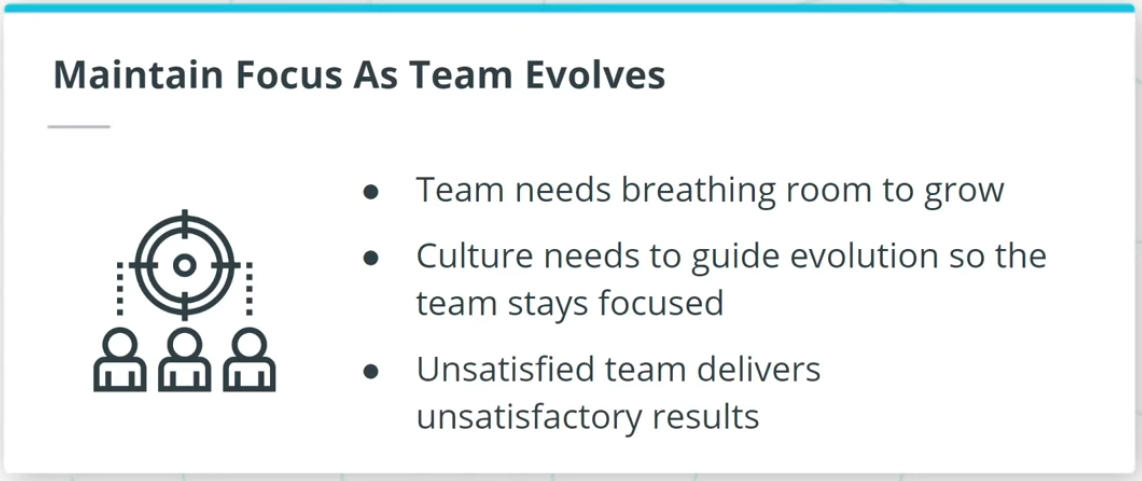 Maintain Focus As Team Evolves
● Team needs breathing room to grow
● Culture needs to guide evolution so the
team stays focused
● Unsatisfied team delivers
unsatisfactory results